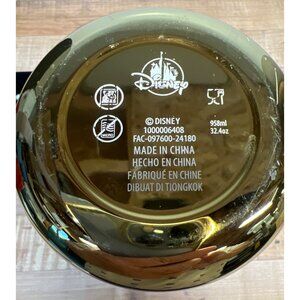 Disney
© DISNEY
1000006408
FAC-097600-24180
958ml
32.4oz
MADE IN CHINA
HECHO EN CHINA
FABRIQUÉ EN CHINE
DIBUAT DI TIONGKOK